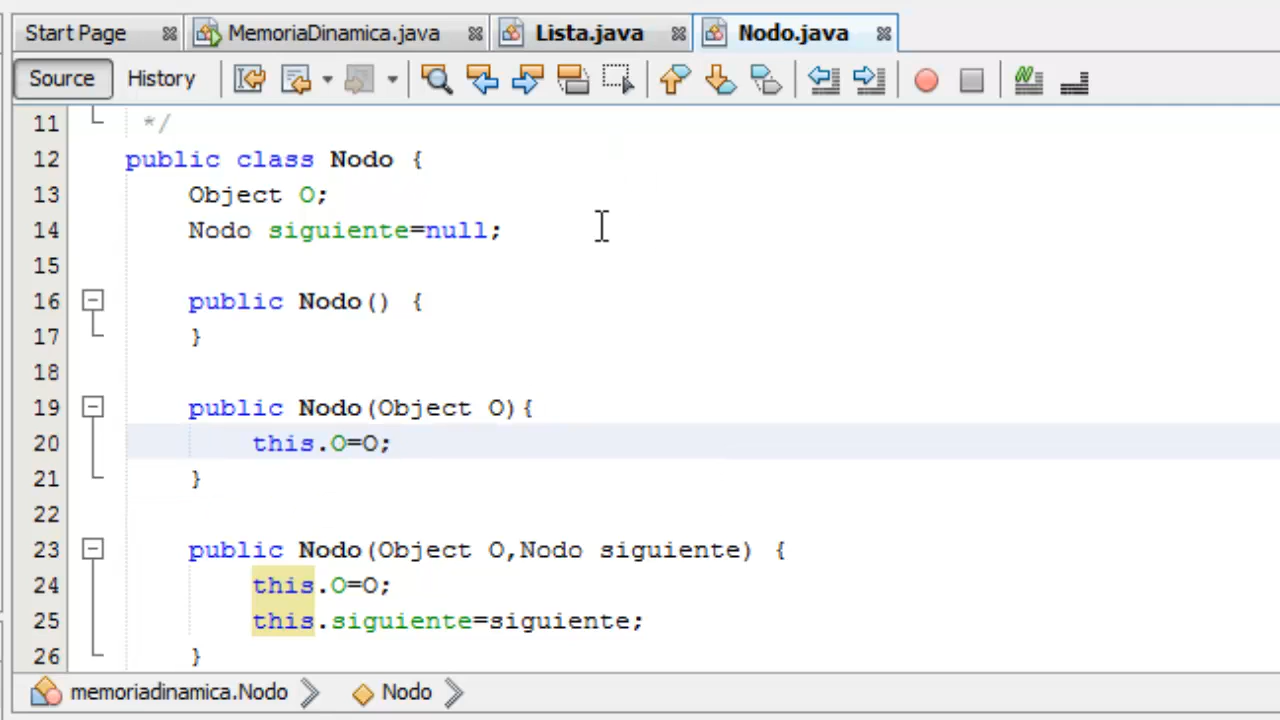 Start Page MemoriaDinamica.java Lista.java Nodo.java
Source History
11 */
12 public class Nodo {
13 Object O;
14 Nodo siguiente=null;
15
16 public Nodo() {
17 }
18
19 public Nodo(Object O){
20 this.O=O;
21 }
22
23 public Nodo(Object O,Nodo siguiente) {
24 this.O=O;
25 this.siguiente=siguiente;
26 }
memoriadinamica.Nodo Nodo